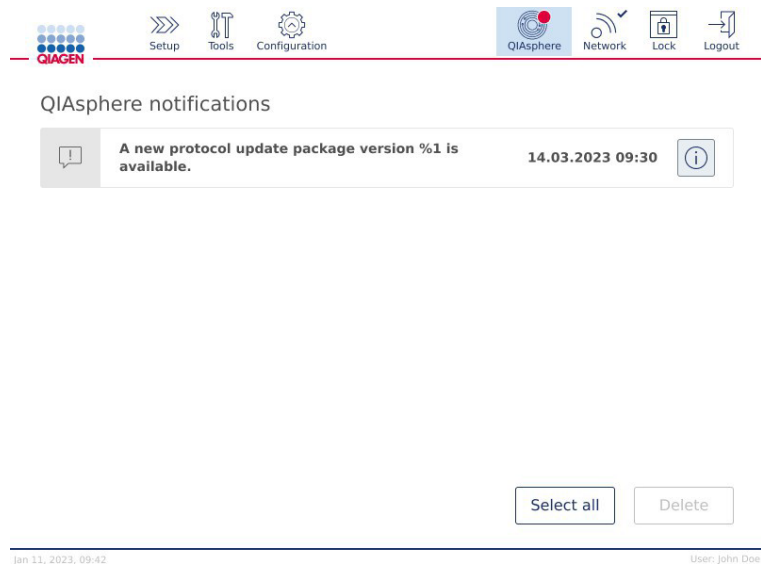 Setup
Tools
Configuration
QIAsphere
Network
Lock
Logout
QIAGEN
QIAsphere notifications
A new protocol update package version %1 is
available.
14.03.2023 09:30
Select all
Delete
Jan 11, 2023, 09:42
User: John Doe